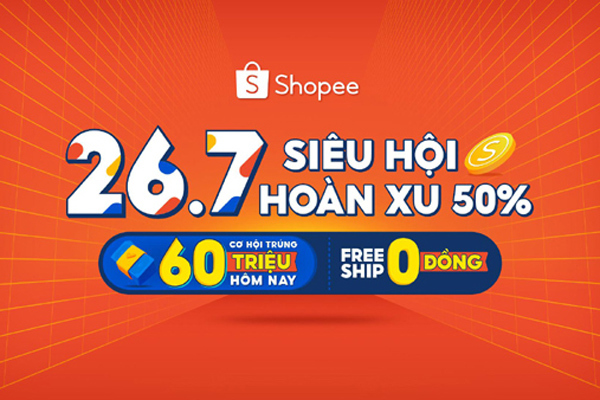 Shopee
26.7
SIÊU HỘI
HOÀN XU 50%
60
CƠ HỘI TRÚNG
TRIỆU
HÔM NAY
FREE
SHIP
0 ĐỒNG